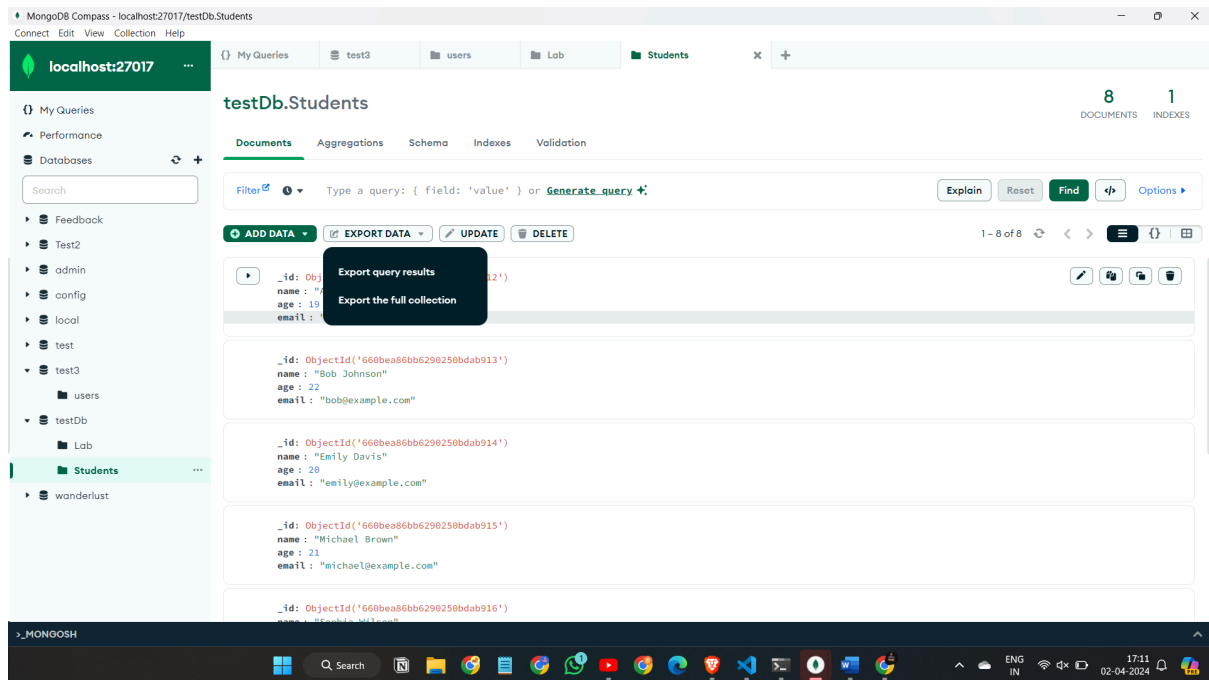 MongoDB Compass - localhost:27017/testDb.Students
Connect Edit View Collection Help
localhost:27017 ...
{} My Queries test3 users Lab Students
My Queries
Performance
Databases
Search
Feedback
Test2
admin
config
local
test
test3
users
testDb
Lab
Students
wanderlust
testDb.Students
8 DOCUMENTS
1 INDEXES
Documents Aggregations Schema Indexes Validation
Filter Type a query: { field: 'value' } or Generate query Explain Reset Find </> Options
ADD DATA EXPORT DATA UPDATE DELETE 1 – 8 of 8 {}
Export query results
Export the full collection
_id: Obj 12')
name : "A
age : 19
email : "
_id: ObjectId('660bea86bb6290250bdab913')
name : "Bob Johnson"
age : 22
email : "bob@example.com"
_id: ObjectId('660bea86bb6290250bdab914')
name : "Emily Davis"
age : 20
email : "emily@example.com"
_id: ObjectId('660bea86bb6290250bdab915')
name : "Michael Brown"
age : 21
email : "michael@example.com"
_id: ObjectId('660bea86bb6290250bdab916')
name : "Sophia Wilson"
>_MONGOSH
Search 1 ENG 17:11
IN 02-04-2024